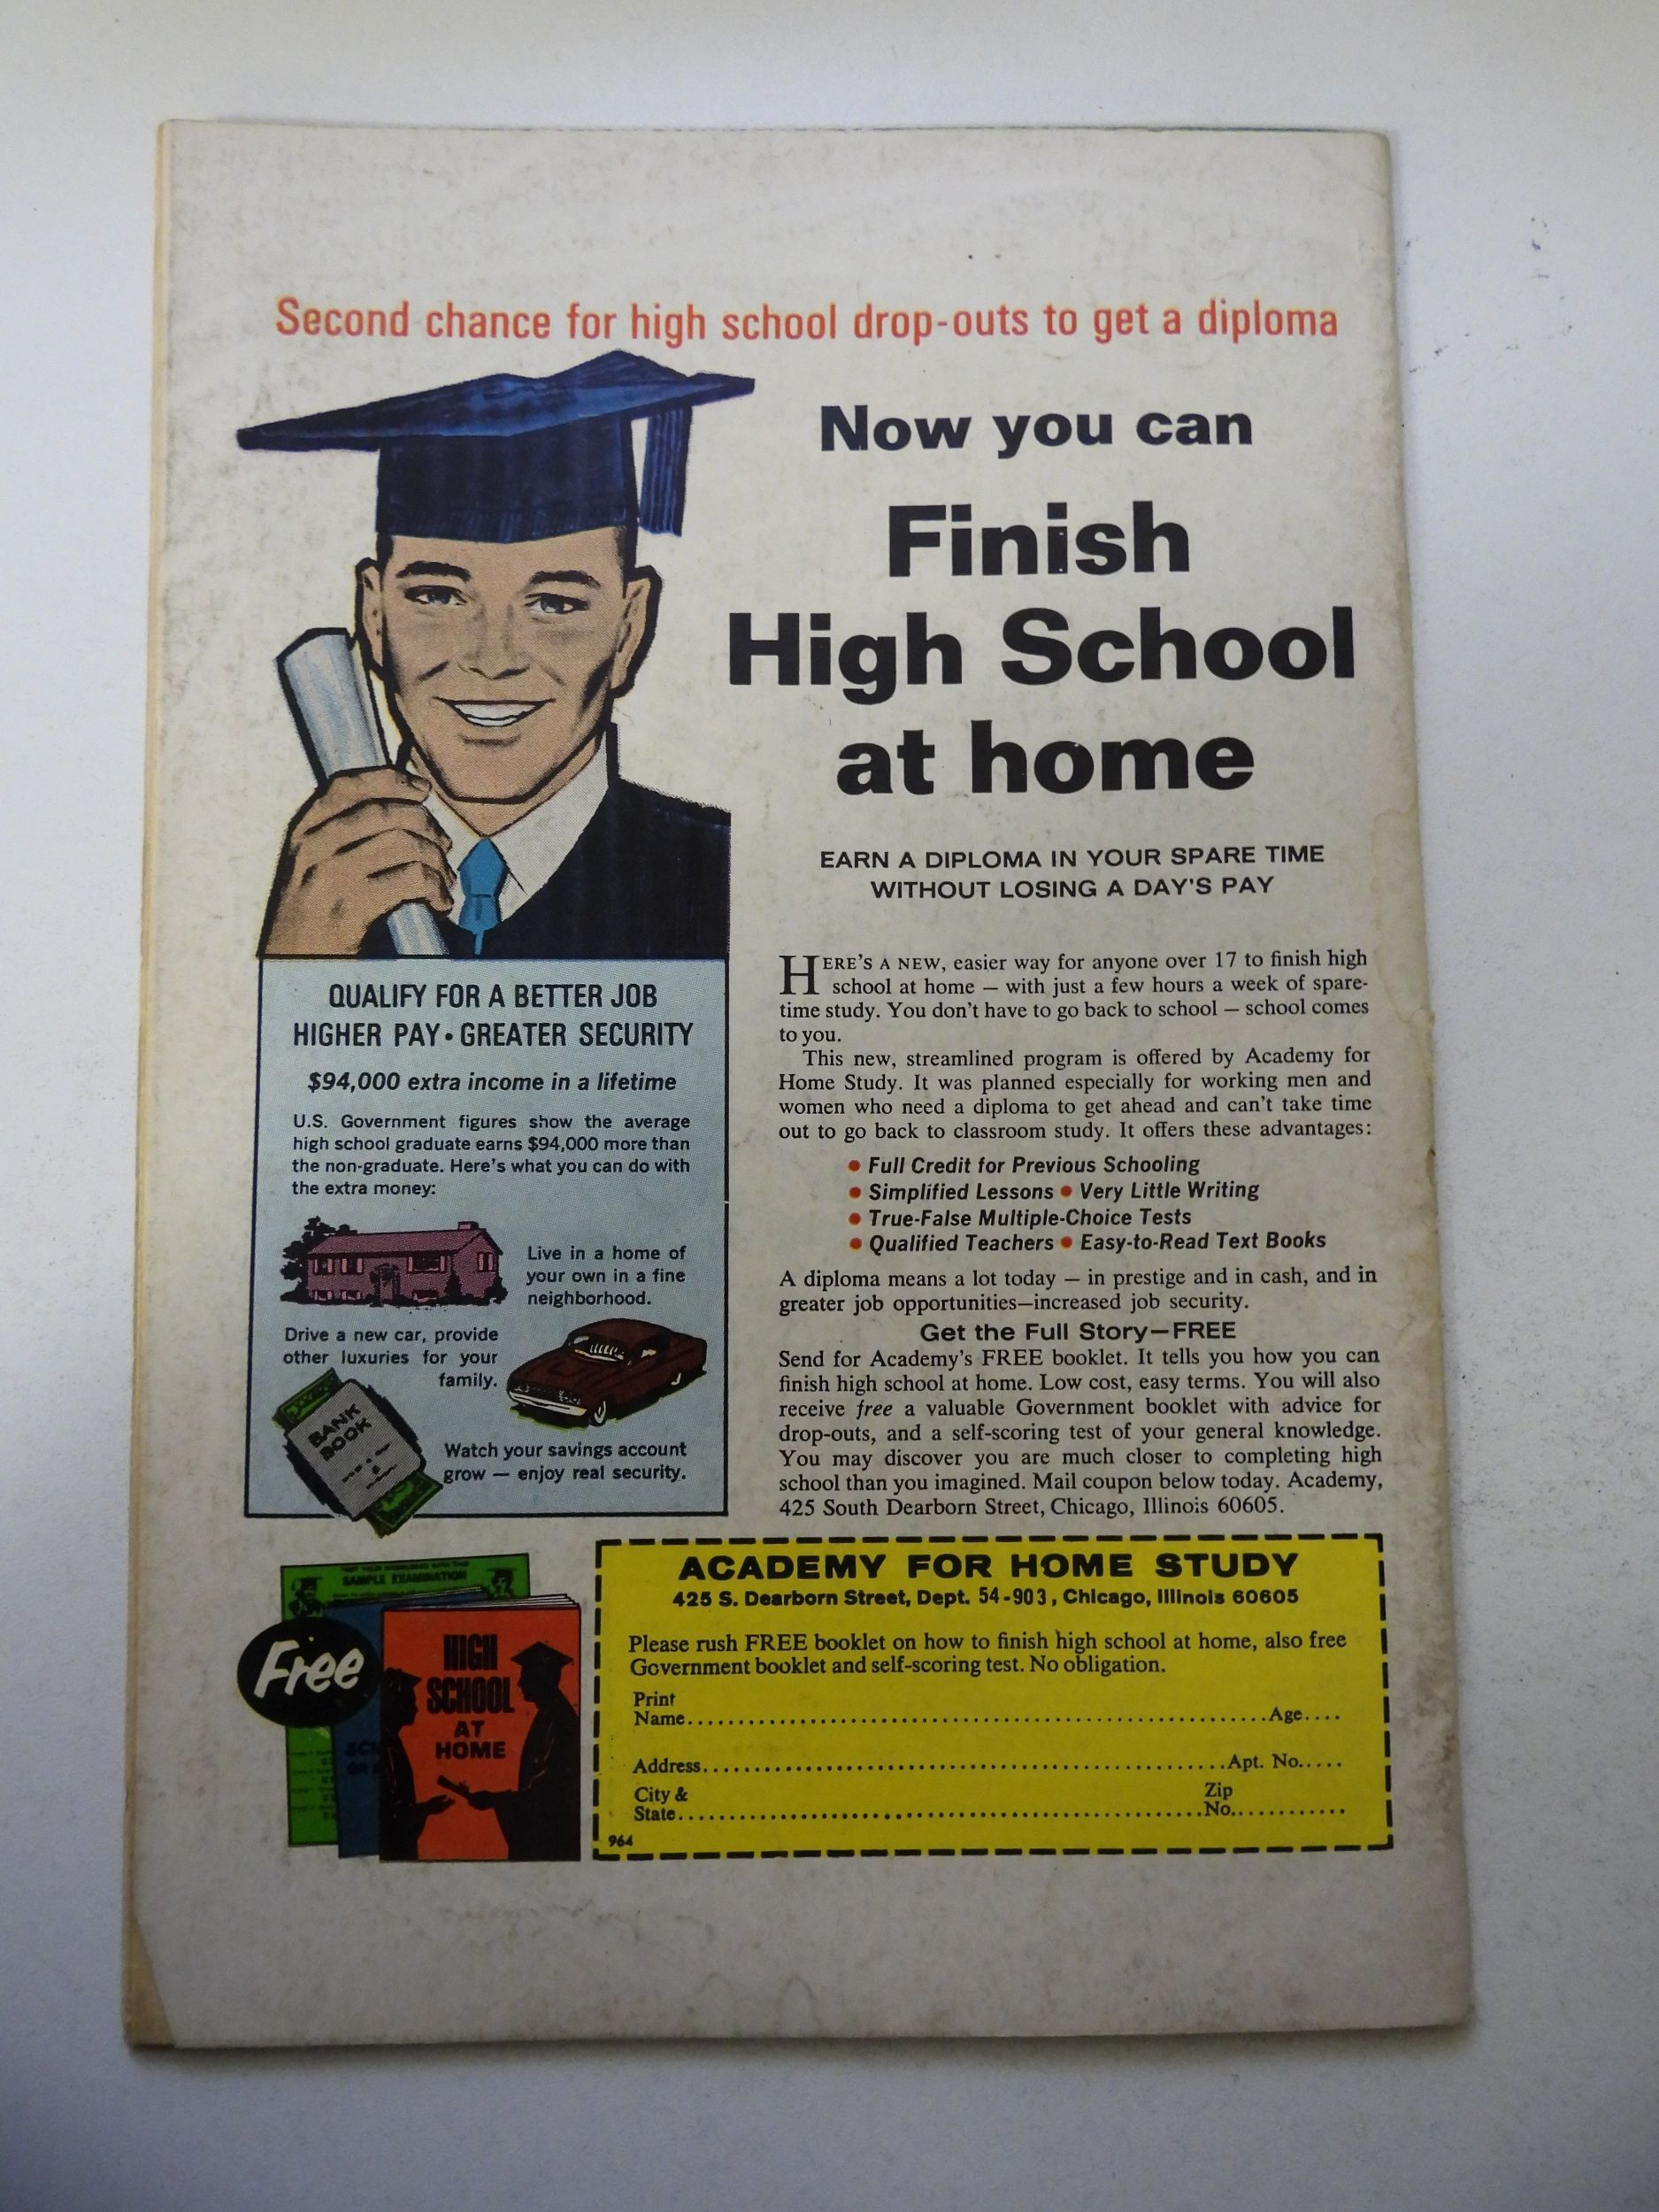 Second chance for high school drop-outs to get a diploma
Now you can
Finish
High School
at home
EARN A DIPLOMA IN YOUR SPARE TIME
WITHOUT LOSING A DAY'S PAY
HERE'S A NEW, easier way for anyone over 17 to finish high
school at home — with just a few hours a week of spare-
time study. You don't have to go back to school — school comes
to you.
This new, streamlined program is offered by Academy for
Home Study. It was planned especially for working men and
women who need a diploma to get ahead and can't take time
out to go back to classroom study. It offers these advantages:
• Full Credit for Previous Schooling
• Simplified Lessons • Very Little Writing
• True-False Multiple-Choice Tests
• Qualified Teachers • Easy-to-Read Text Books
A diploma means a lot today — in prestige and in cash, and in
greater job opportunities—increased job security.
Get the Full Story—FREE
Send for Academy's FREE booklet. It tells you how you can
finish high school at home. Low cost, easy terms. You will also
receive free a valuable Government booklet with advice for
drop-outs, and a self-scoring test of your general knowledge.
You may discover you are much closer to completing high
school than you imagined. Mail coupon below today. Academy,
425 South Dearborn Street, Chicago, Illinois 60605.
QUALIFY FOR A BETTER JOB
HIGHER PAY • GREATER SECURITY
$94,000 extra income in a lifetime
U.S. Government figures show the average
high school graduate earns $94,000 more than
the non-graduate. Here's what you can do with
the extra money:
Live in a home of
your own in a fine
neighborhood.
Drive a new car, provide
other luxuries for your
family.
BANK
BOOK
Watch your savings account
grow — enjoy real security.
SAMPLE EXAMINATION
Free
HIGH
SCHOOL
AT
HOME
ACADEMY FOR HOME STUDY
425 S. Dearborn Street, Dept. 54-903, Chicago, Illinois 60605
Please rush FREE booklet on how to finish high school at home, also free
Government booklet and self-scoring test. No obligation.
Print
Name.......................................................Age....
Address..................................................Apt. No.....
City & Zip
State..................................................No...........
964